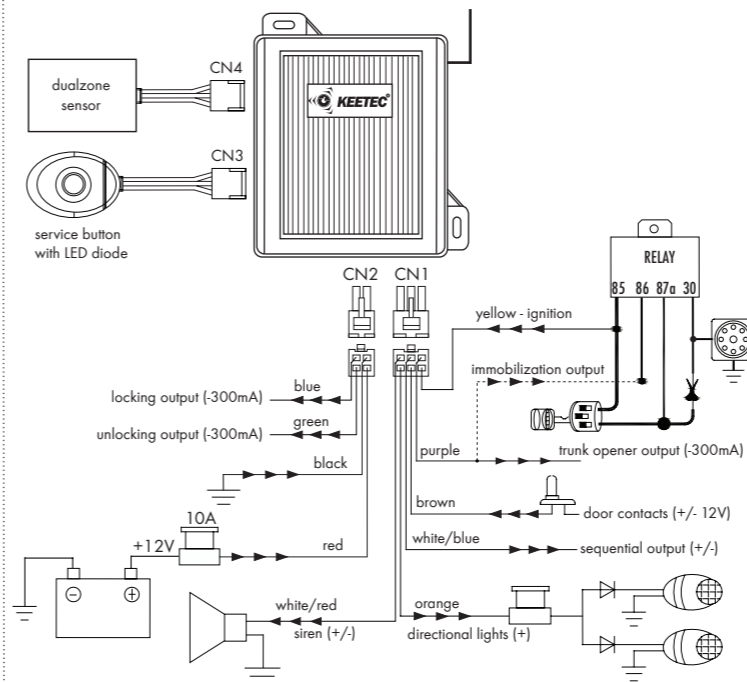 dualzone
sensor
CN4
KEETEC®
CN3
service button
with LED diode
CN2 CN1
RELAY
85 86 87a 30
yellow - ignition
immobilization output
blue
locking output (-300mA)
green
unlocking output (-300mA)
black
purple
trunk opener output (-300mA)
brown
door contacts (+/- 12V)
10A
+12V
red
white/blue
sequential output (+/-)
white/red
siren (+/-)
orange
directional lights (+)